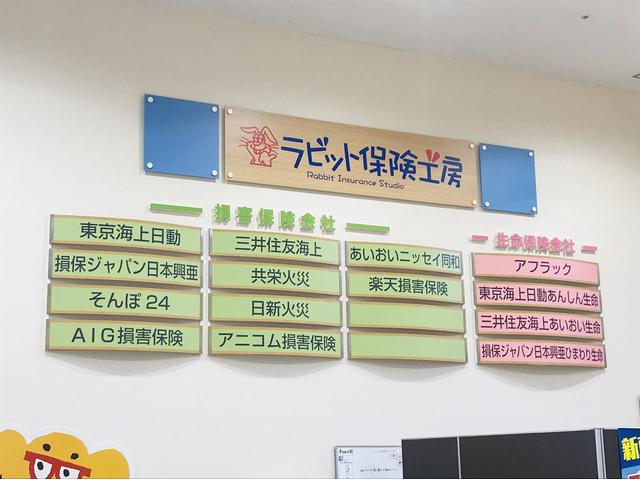 ラビット保険工房
Rabbit Insurance Studio
損害保険会社
東京海上日動
損保ジャパン日本興亜
そんぽ24
AIG損害保険
三井住友海上
共栄火災
日新火災
アニコム損害保険
あいおいニッセイ同和
楽天損害保険
生命保険会社
アフラック
東京海上日動あんしん生命
三井住友海上あいおい生命
損保ジャパン日本興亜ひまわり生命
新